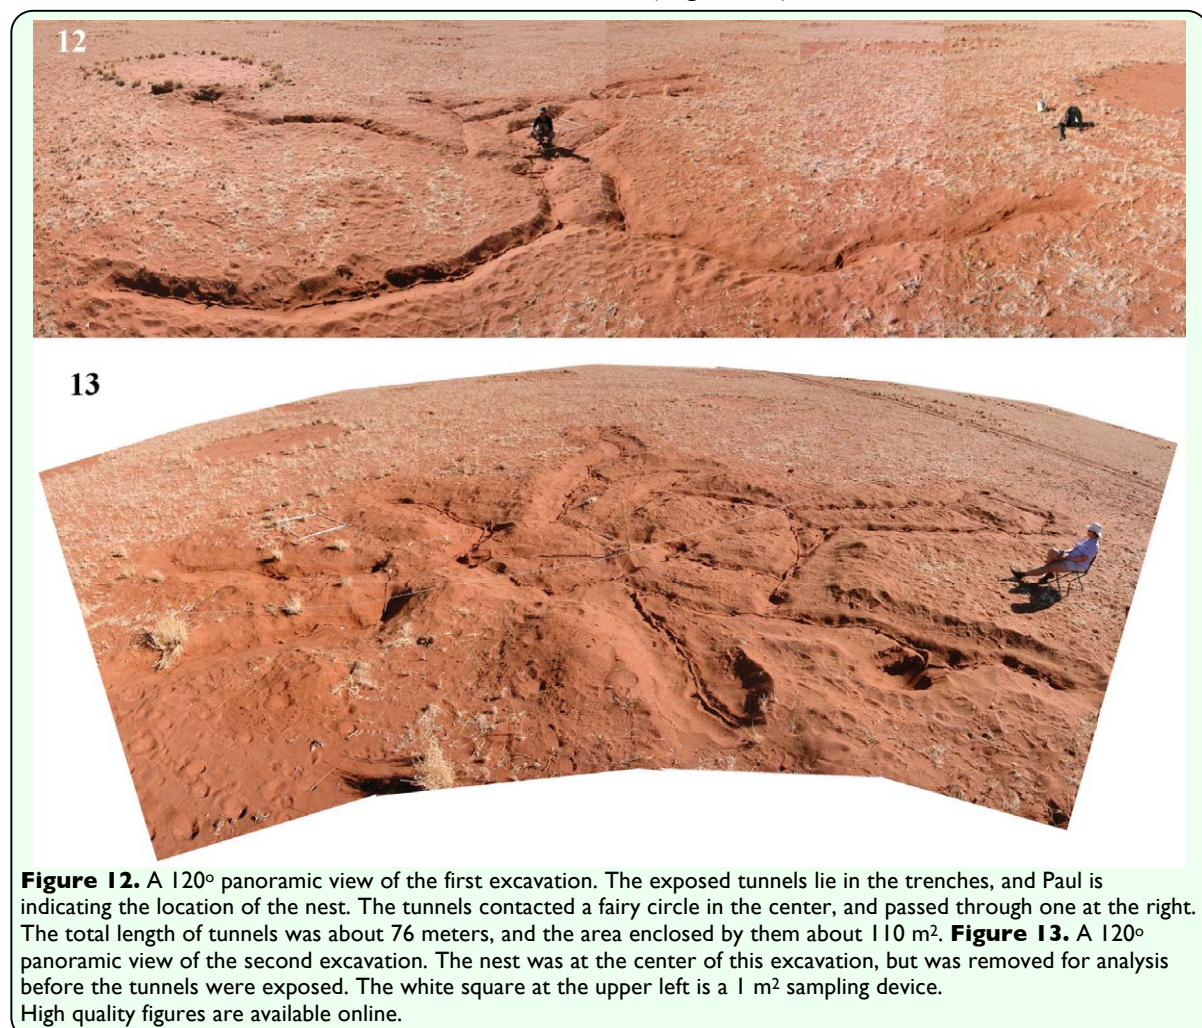 12
13
Figure 12. A 120o panoramic view of the first excavation. The exposed tunnels lie in the trenches, and Paul is
indicating the location of the nest. The tunnels contacted a fairy circle in the center, and passed through one at the right.
The total length of tunnels was about 76 meters, and the area enclosed by them about 110 m2. Figure 13. A 120o
panoramic view of the second excavation. The nest was at the center of this excavation, but was removed for analysis
before the tunnels were exposed. The white square at the upper left is a 1 m2 sampling device.
High quality figures are available online.